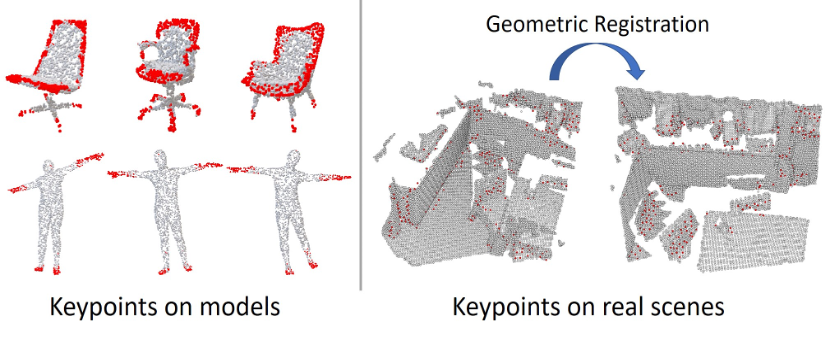 Geometric Registration
Keypoints on models
Keypoints on real scenes